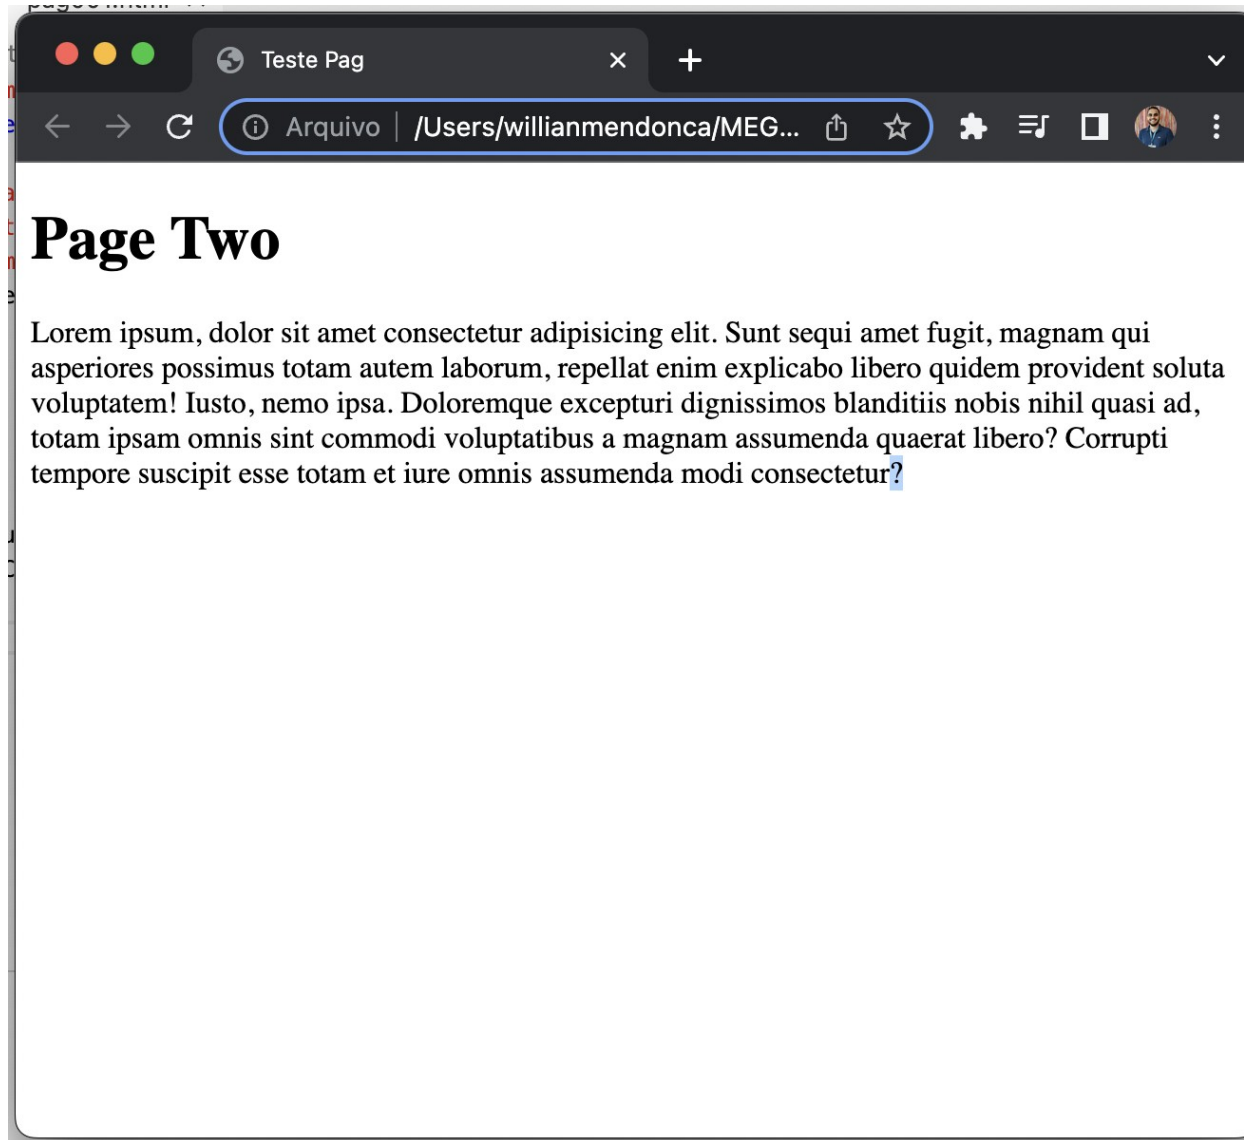 Teste Pag
Arquivo | /Users/willianmendonca/MEG...
Page Two
Lorem ipsum, dolor sit amet consectetur adipisicing elit. Sunt sequi amet fugit, magnam qui
asperiores possimus totam autem laborum, repellat enim explicabo libero quidem provident soluta
voluptatem! Iusto, nemo ipsa. Doloremque excepturi dignissimos blanditiis nobis nihil quasi ad,
totam ipsam omnis sint commodi voluptatibus a magnam assumenda quaerat libero? Corrupti
tempore suscipit esse totam et iure omnis assumenda modi consectetur?